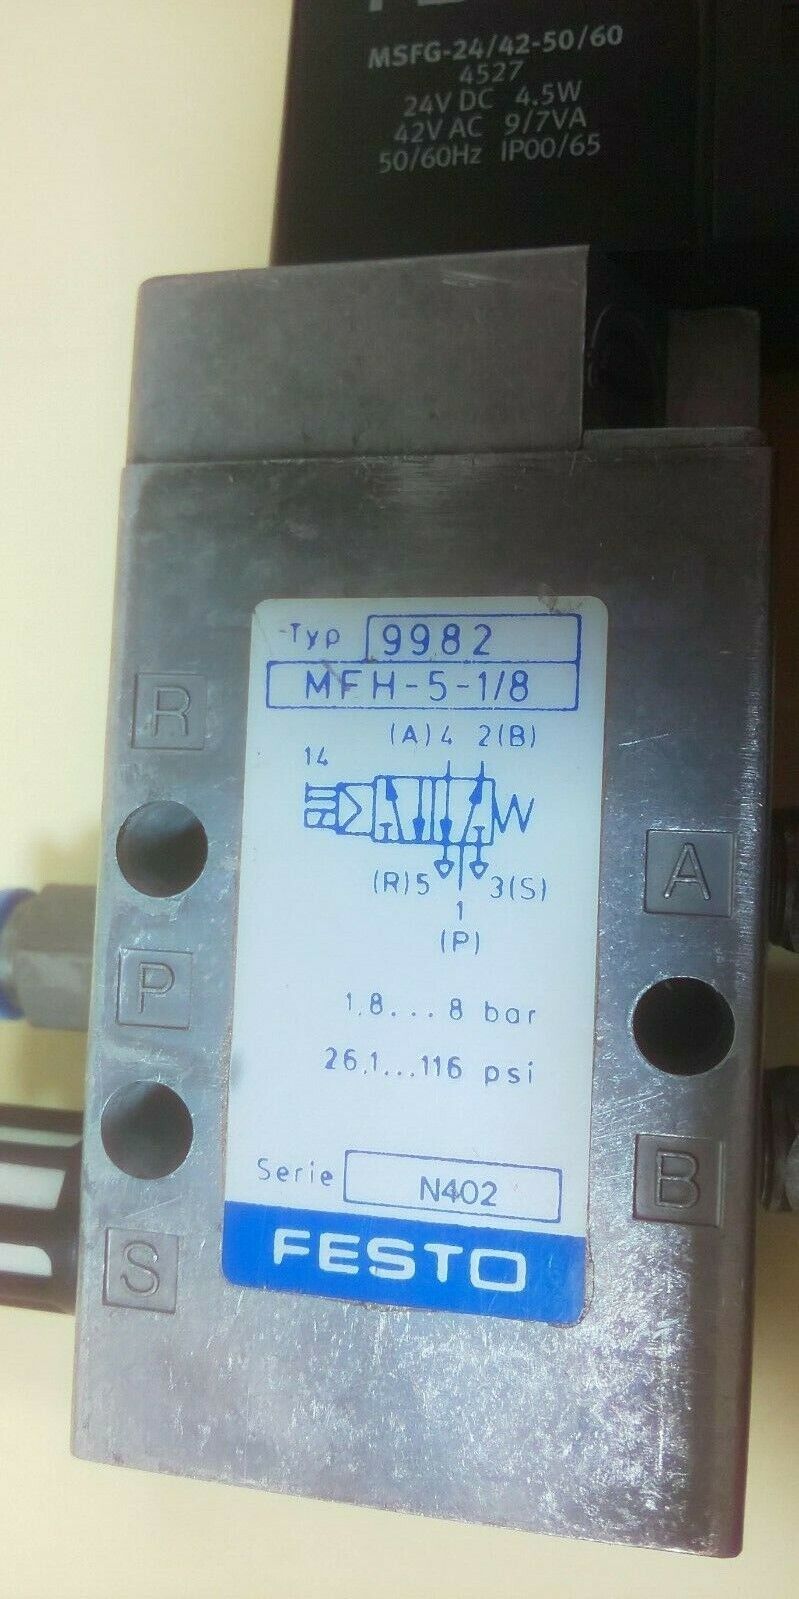 MSFG-24/42-50/60
4527
24V DC 4.5W
42V AC 9/7VA
50/60Hz IP00/65
-Typ 9982
MFH-5-1/8
(A)4 2(B)
14
(R)5 3(S)
1
(P)
1,8...8 bar
26,1...116 psi
Serie N402
FESTO
R
P
S
A
B